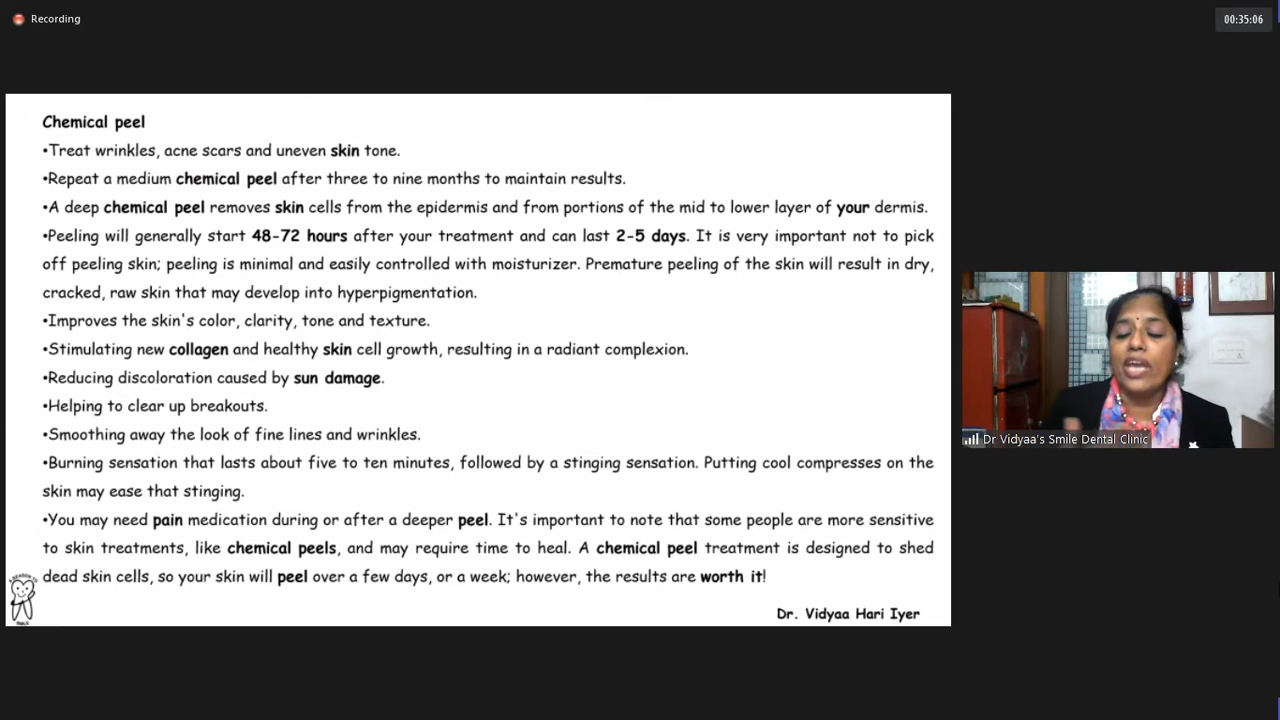 Recording
00:35:06
Chemical peel
•Treat wrinkles, acne scars and uneven skin tone.
•Repeat a medium chemical peel after three to nine months to maintain results.
•A deep chemical peel removes skin cells from the epidermis and from portions of the mid to lower layer of your dermis.
•Peeling will generally start 48-72 hours after your treatment and can last 2-5 days. It is very important not to pick
off peeling skin; peeling is minimal and easily controlled with moisturizer. Premature peeling of the skin will result in dry,
cracked, raw skin that may develop into hyperpigmentation.
•Improves the skin's color, clarity, tone and texture.
•Stimulating new collagen and healthy skin cell growth, resulting in a radiant complexion.
•Reducing discoloration caused by sun damage.
•Helping to clear up breakouts.
•Smoothing away the look of fine lines and wrinkles.
•Burning sensation that lasts about five to ten minutes, followed by a stinging sensation. Putting cool compresses on the
skin may ease that stinging.
•You may need pain medication during or after a deeper peel. It's important to note that some people are more sensitive
to skin treatments, like chemical peels, and may require time to heal. A chemical peel treatment is designed to shed
dead skin cells, so your skin will peel over a few days, or a week; however, the results are worth it!
Dr. Vidyaa Hari Iyer
Dr Vidyaa's Smile Dental Clinic